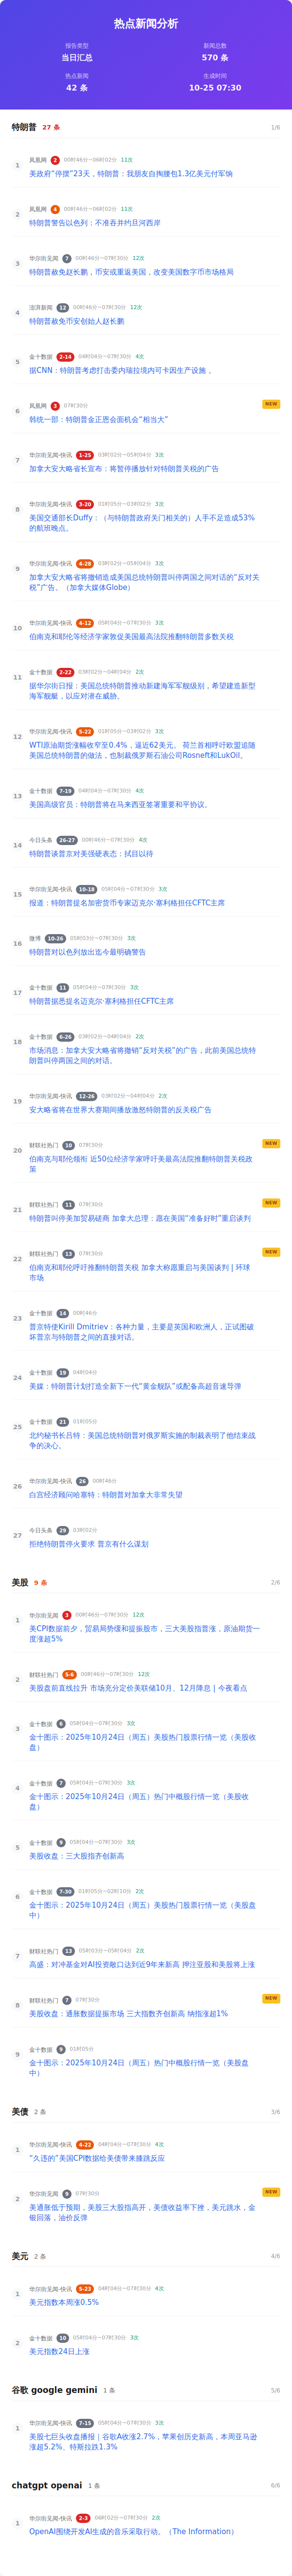 热点新闻分析
报告类型
新闻总数
当日汇总
570 条
热点新闻
生成时间
42 条
10-25 07:30
特朗普 27 条 1/6
1
凤凰网 2 00时46分~06时02分 11次
美政府“停摆”23天，特朗普：我朋友自掏腰包1.3亿美元付军饷
2
凤凰网 4 00时46分~06时02分 11次
特朗普警告以色列：不准吞并约旦河西岸
3
华尔街见闻 7 00时46分~07时30分 12次
特朗普赦免赵长鹏，币安或重返美国，改变美国数字货币市场格局
4
澎湃新闻 12 00时46分~07时30分 12次
特朗普赦免币安创始人赵长鹏
5
金十数据 2-14 04时04分~07时30分 4次
据CNN：特朗普考虑打击委内瑞拉境内可卡因生产设施 。
6
凤凰网 3 07时30分 NEW
韩统一部：特朗普金正恩会面机会“相当大”
7
华尔街见闻-快讯 1-25 03时02分~05时04分 3次
加拿大安大略省长宣布：将暂停播放针对特朗普关税的广告
8
华尔街见闻-快讯 3-20 01时05分~03时02分 3次
美国交通部长Duffy：（与特朗普政府关门相关的）人手不足造成53%
的航班晚点。
9
华尔街见闻-快讯 4-28 03时02分~05时04分 3次
加拿大安大略省将撤销造成美国总统特朗普叫停两国之间对话的“反对关
税”广告。（加拿大媒体Globe）
10
华尔街见闻-快讯 4-12 05时04分~07时30分 3次
伯南克和耶伦等经济学家敦促美国最高法院推翻特朗普多数关税
11
金十数据 2-22 03时02分~04时04分 2次
据华尔街日报：美国总统特朗普推动新建海军军舰级别，希望建造新型
海军舰艇，以应对潜在威胁。
12
华尔街见闻-快讯 5-22 01时05分~03时02分 3次
WTI原油期货涨幅收窄至0.4%，逼近62美元。 荷兰首相呼吁欧盟追随
美国总统特朗普的做法，也制裁俄罗斯石油公司Rosneft和LukOil。
13
金十数据 7-19 04时04分~07时30分 4次
美国高级官员：特朗普将在马来西亚签署重要和平协议。
14
今日头条 26-27 00时46分~07时30分 4次
特朗普谈普京对美强硬表态：拭目以待
15
华尔街见闻-快讯 10-18 05时04分~07时30分 3次
报道：特朗普提名加密货币专家迈克尔·塞利格担任CFTC主席
16
微博 10-26 05时03分~07时30分 3次
特朗普对以色列放出迄今最明确警告
17
金十数据 11 05时04分~07时30分 3次
特朗普据悉提名迈克尔·塞利格担任CFTC主席
18
金十数据 6-26 03时02分~04时04分 2次
市场消息：加拿大安大略省将撤销“反对关税”的广告，此前美国总统特
朗普叫停两国之间的对话。
19
华尔街见闻-快讯 12-26 03时02分~04时04分 2次
安大略省将在世界大赛期间播放激怒特朗普的反关税广告
20
财联社热门 10 07时30分 NEW
伯南克与耶伦领衔 近50位经济学家呼吁美最高法院推翻特朗普关税政
策
21
财联社热门 11 07时30分 NEW
特朗普叫停美加贸易磋商 加拿大总理：愿在美国“准备好时”重启谈判
22
财联社热门 13 07时30分 NEW
伯南克和耶伦呼吁推翻特朗普关税 加拿大称愿重启与美国谈判 | 环球
市场
23
金十数据 14 00时46分
普京特使Kirill Dmitriev：各种力量，主要是英国和欧洲人，正试图破
坏普京与特朗普之间的直接对话。
24
金十数据 19 04时04分
美媒：特朗普计划打造全新下一代“黄金舰队”或配备高超音速导弹
25
金十数据 21 01时05分
北约秘书长吕特：美国总统特朗普对俄罗斯实施的制裁表明了他结束战
争的决心。
26
华尔街见闻-快讯 26 00时46分
白宫经济顾问哈塞特：特朗普对加拿大非常失望
27
今日头条 29 03时02分
拒绝特朗普停火要求 普京有什么谋划
美股 9 条 2/6
1
华尔街见闻 3 00时46分~07时30分 12次
美CPI数据前夕，贸易局势缓和提振股市，三大美股指普涨，原油期货一
度涨超5%
2
财联社热门 5-6 00时46分~07时30分 12次
美股盘前直线拉升 市场充分定价美联储10月、12月降息 | 今夜看点
3
金十数据 6 05时04分~07时30分 3次
金十图示：2025年10月24日（周五）美股热门股票行情一览（美股收
盘）
4
金十数据 7 05时04分~07时30分 3次
金十图示：2025年10月24日（周五）热门中概股行情一览（美股收
盘）
5
金十数据 9 05时04分~07时30分 3次
美股收盘：三大股指齐创新高
6
金十数据 7-30 01时05分~02时10分 2次
金十图示：2025年10月24日（周五）美股热门股票行情一览（美股盘
中）
7
财联社热门 13 05时03分~05时04分 2次
高盛：对冲基金对AI投资敞口达到近9年来新高 押注亚股和美股将上涨
8
财联社热门 7 07时30分 NEW
美股收盘：通胀数据提振市场 三大指数齐创新高 纳指涨超1%
9
金十数据 9 01时05分
金十图示：2025年10月24日（周五）热门中概股行情一览（美股盘
中）
美债 2 条 3/6
1
华尔街见闻-快讯 4-22 04时04分~07时30分 4次
“久违的”美国CPI数据给美债带来膝跳反应
2
华尔街见闻 9 07时30分 NEW
美通胀低于预期，美股三大股指高开，美债收益率下挫，美元跳水，金
银回落，油价反弹
美元 2 条 4/6
1
华尔街见闻-快讯 5-23 04时04分~07时30分 4次
美元指数本周涨0.5%
2
金十数据 10 05时04分~07时30分 3次
美元指数24日上涨
谷歌 google gemini 1 条 5/6
1
华尔街见闻-快讯 7-15 05时04分~07时30分 3次
美股七巨头收盘播报｜谷歌A收涨2.7%，苹果创历史新高，本周亚马逊
涨超5.2%、特斯拉跌1.3%
chatgpt openai 1 条 6/6
1
华尔街见闻-快讯 2-3 06时02分~07时30分 2次
OpenAI围绕开发AI生成的音乐采取行动。（The Information）